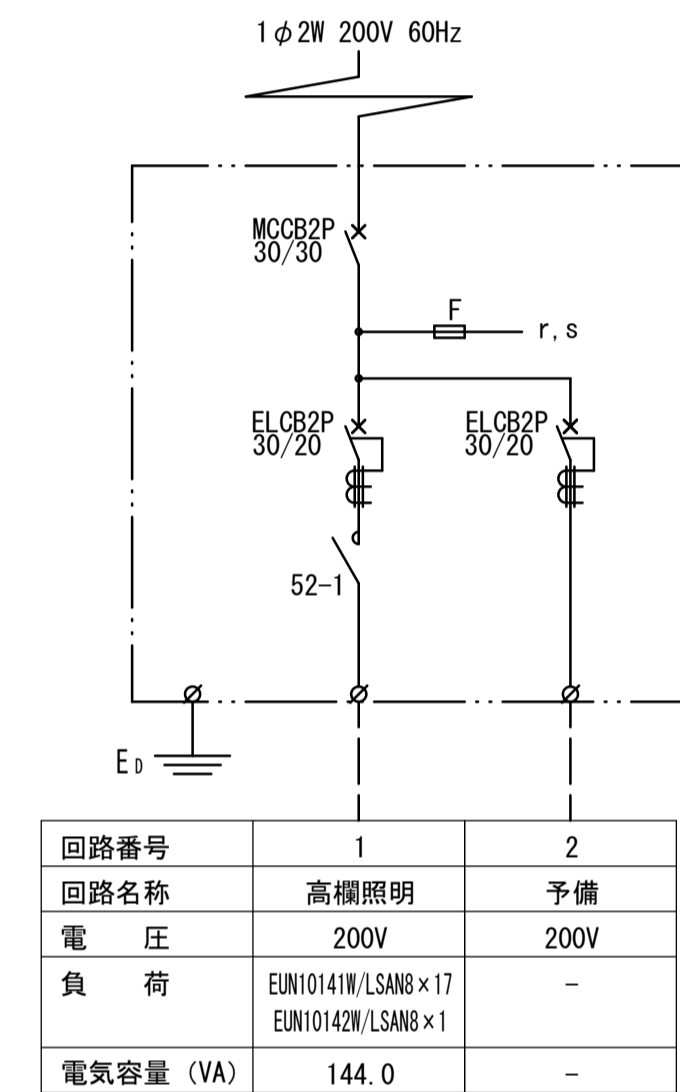 1φ2W 200V 60Hz
MCCB2P
30/30
F
r,s
ELCB2P
30/20
ELCB2P
30/20
52-1
ED
回路番号 1 2
回路名称 高欄照明 予備
電 圧 200V 200V
負 荷 EUN10141W/LSAN8×17 －
EUN10142W/LSAN8×1
電気容量 (VA) 144.0 －